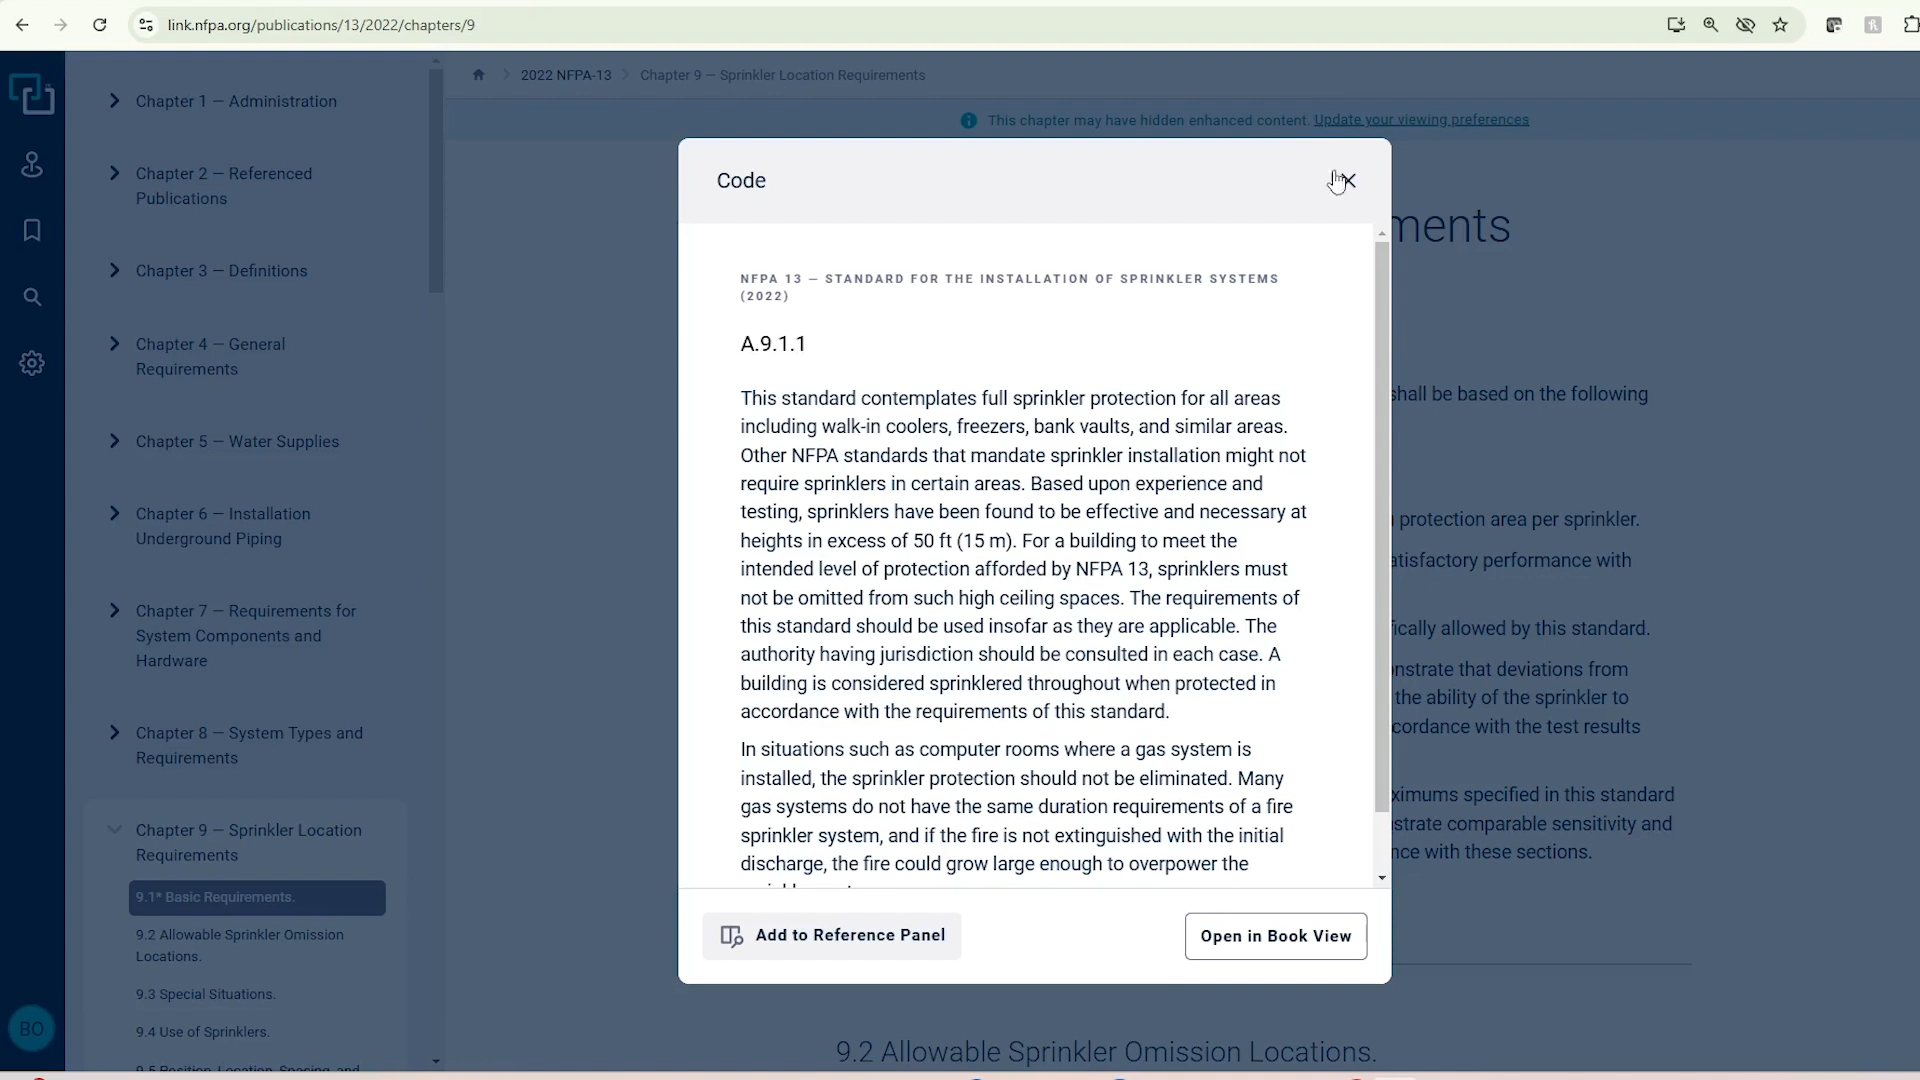 link.nfpa.org/publications/13/2022/chapters/9
2022 NFPA-13
Chapter 9 — Sprinkler Location Requirements
This chapter may have hidden enhanced content. Update your viewing preferences
Chapter 1 — Administration
Chapter 2 — Referenced
Publications
Chapter 3 — Definitions
Chapter 4 — General
Requirements
Chapter 5 — Water Supplies
Chapter 6 — Installation
Underground Piping
Chapter 7 — Requirements for
System Components and
Hardware
Chapter 8 — System Types and
Requirements
Chapter 9 — Sprinkler Location
Requirements
9.1* Basic Requirements.
9.2 Allowable Sprinkler Omission
Locations.
9.3 Special Situations.
9.4 Use of Sprinklers.
9.5 Position, Location, Spacing, and
BO
Code
NFPA 13 — STANDARD FOR THE INSTALLATION OF SPRINKLER SYSTEMS
(2022)
A.9.1.1
This standard contemplates full sprinkler protection for all areas
including walk-in coolers, freezers, bank vaults, and similar areas.
Other NFPA standards that mandate sprinkler installation might not
require sprinklers in certain areas. Based upon experience and
testing, sprinklers have been found to be effective and necessary at
heights in excess of 50 ft (15 m). For a building to meet the
intended level of protection afforded by NFPA 13, sprinklers must
not be omitted from such high ceiling spaces. The requirements of
this standard should be used insofar as they are applicable. The
authority having jurisdiction should be consulted in each case. A
building is considered sprinklered throughout when protected in
accordance with the requirements of this standard.
In situations such as computer rooms where a gas system is
installed, the sprinkler protection should not be eliminated. Many
gas systems do not have the same duration requirements of a fire
sprinkler system, and if the fire is not extinguished with the initial
discharge, the fire could grow large enough to overpower the
Add to Reference Panel
Open in Book View
ments
shall be based on the following
protection area per sprinkler.
atisfactory performance with
fically allowed by this standard.
nstrate that deviations from
the ability of the sprinkler to
cordance with the test results
ximums specified in this standard
strate comparable sensitivity and
nce with these sections.
9.2 Allowable Sprinkler Omission Locations.